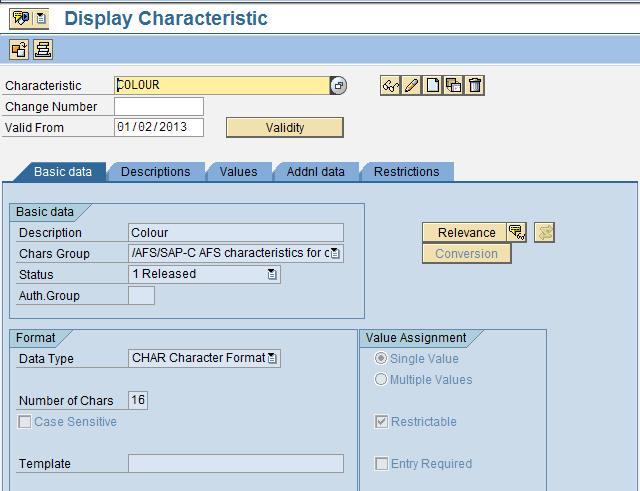 Display Characteristic
Characteristic COLOUR
Change Number
Valid From 01/02/2013 Validity
Basic data Descriptions Values Addnl data Restrictions
Basic data
Description Colour
Relevance
Chars Group /AFS/SAP-C AFS characteristics for c
Conversion
Status 1 Released
Auth.Group
Format Value Assignment
Data Type CHAR Character Format Single Value
Multiple Values
Number of Chars 16
Case Sensitive Restrictable
Template Entry Required